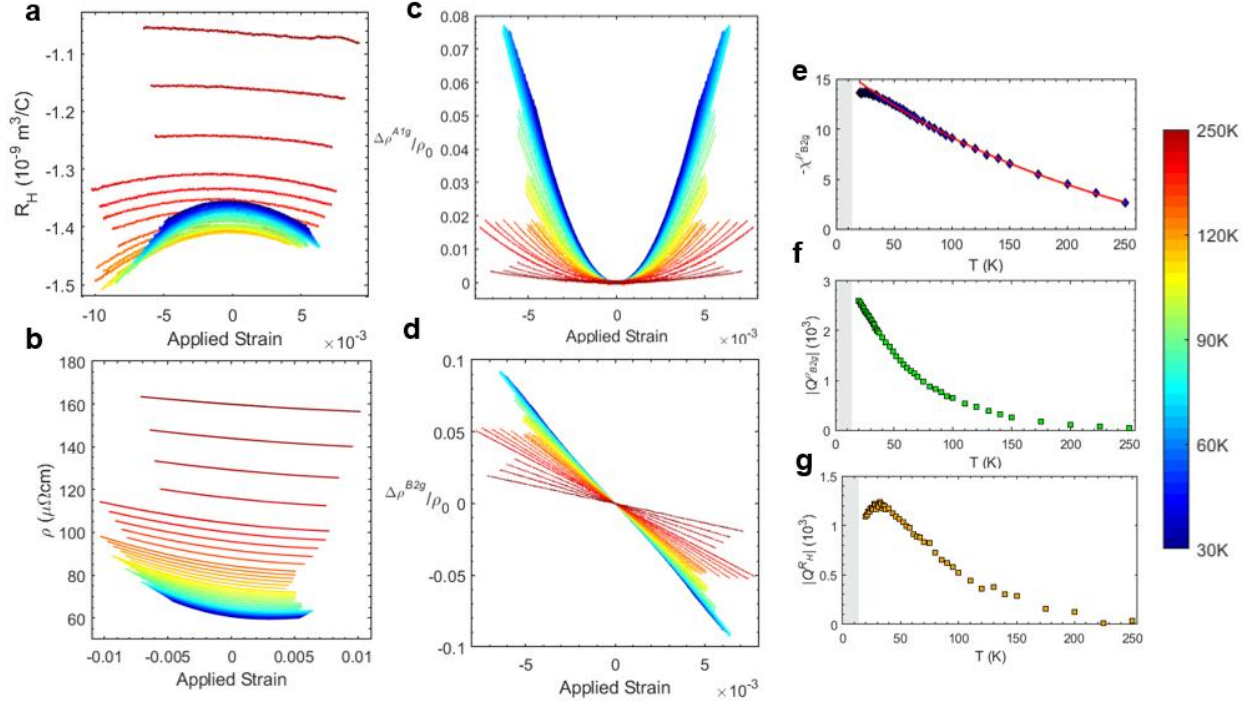 a
-1.1
-1.2
-1.3
-1.4
-1.5
R_H (10^-9 m^3/C)
-10 -5 0 5
Applied Strain
× 10^-3
b
180
160
140
120
100
80
60
ρ (μΩcm)
-0.01 -0.005 0 0.005 0.01
Applied Strain
c
0.08
0.07
0.06
0.05
0.04
0.03
0.02
0.01
0
Δρ^A1g/ρ_0
-5 0 5
Applied Strain
× 10^-3
d
0.1
0.05
0
-0.05
-0.1
Δρ^B2g/ρ_0
-5 0 5
Applied Strain
× 10^-3
e
15
10
5
0
-χ^ρ_B2g
0 50 100 150 200 250
T (K)
f
3
2
1
0
|Q^ρ_B2g| (10^3)
0 50 100 150 200 250
T (K)
g
1.5
1
0.5
0
|Q^R_H| (10^3)
0 50 100 150 200 250
T (K)
250K
120K
90K
60K
30K